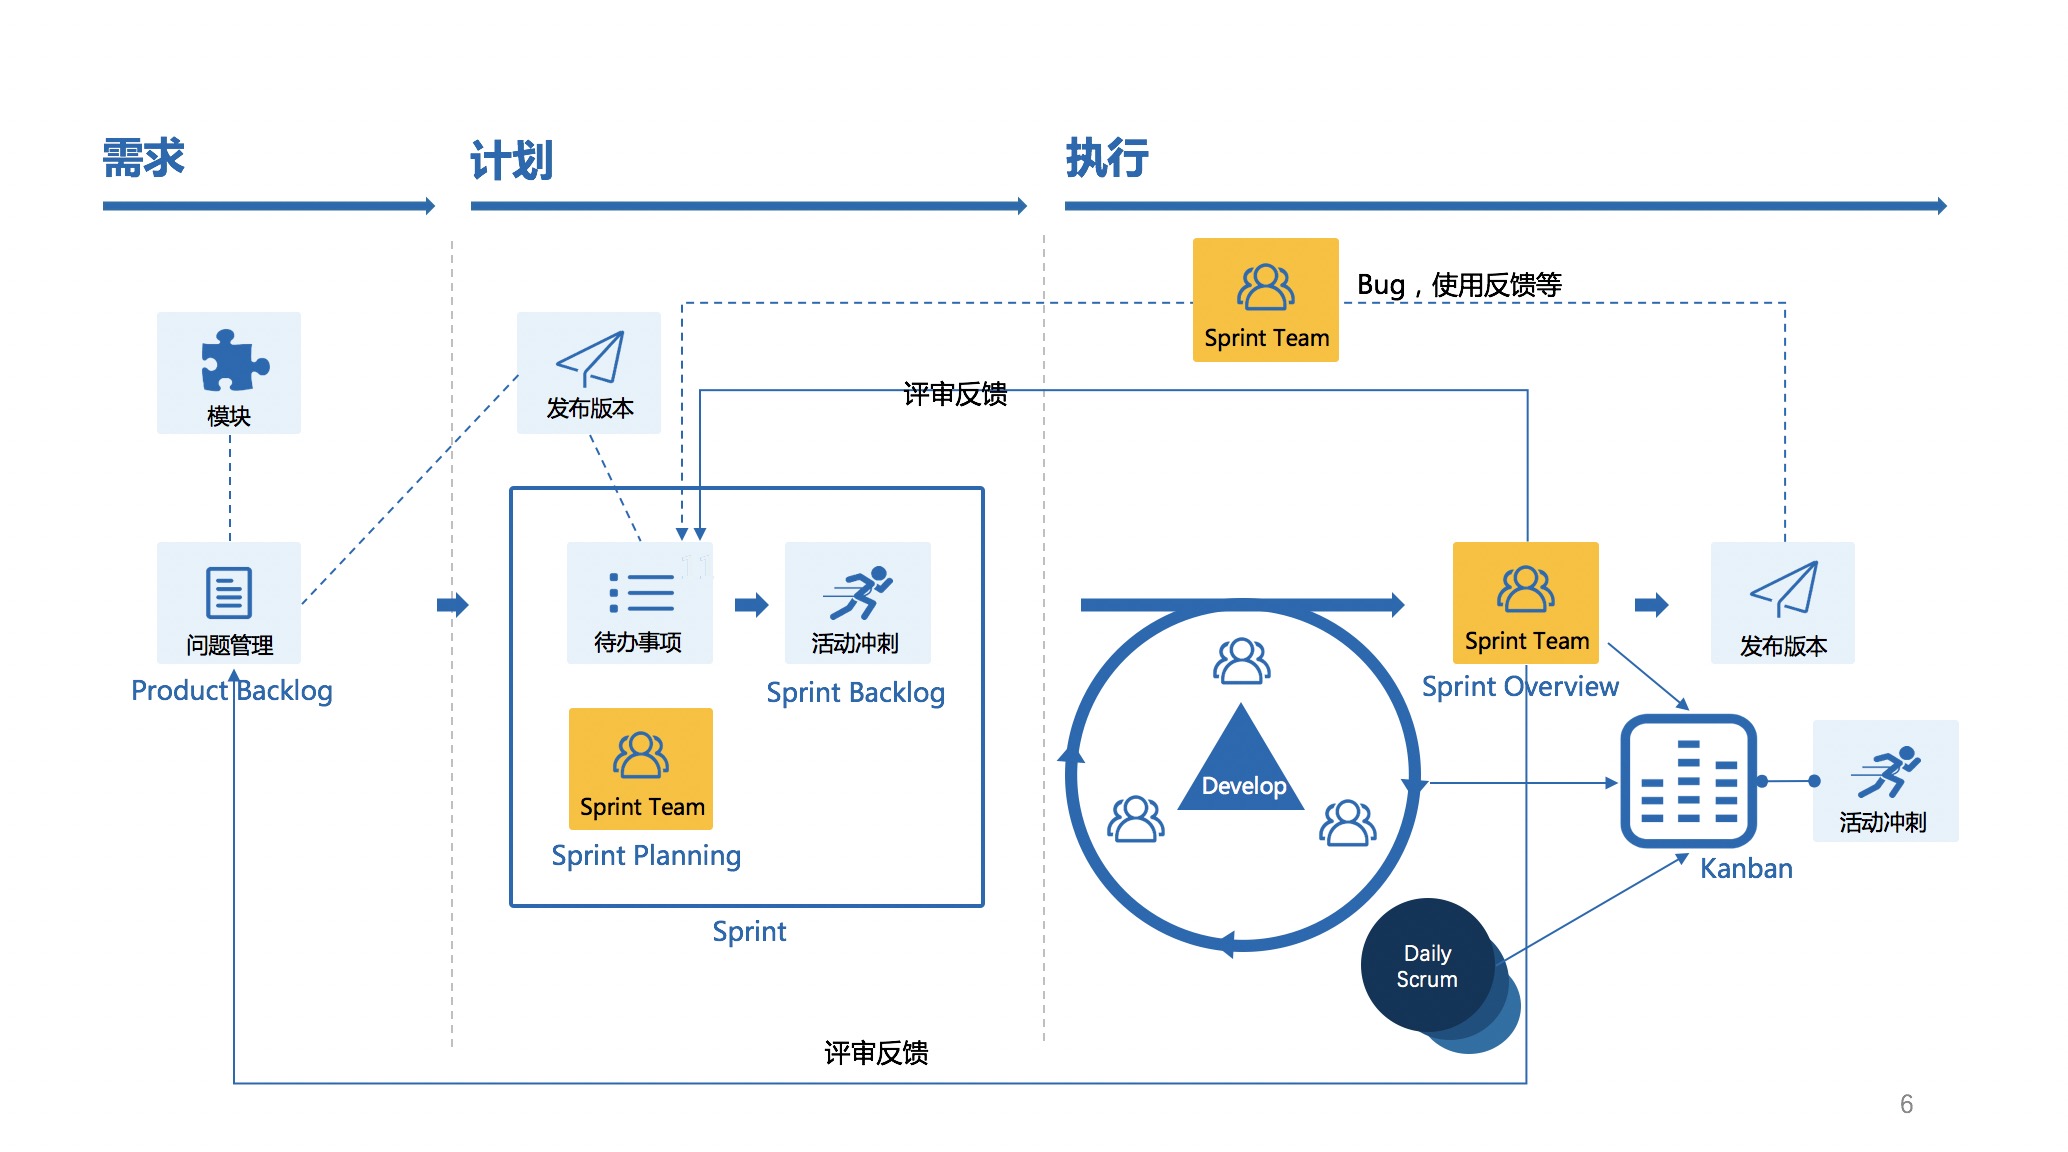 需求
计划
执行
Sprint Team
Bug，使用反馈等
模块
发布版本
评审反馈
问题管理
Product Backlog
待办事项
活动冲刺
Sprint Backlog
Sprint Team
Sprint Planning
Sprint
Develop
Sprint Team
Sprint Overview
发布版本
Kanban
活动冲刺
Daily
Scrum
评审反馈
6